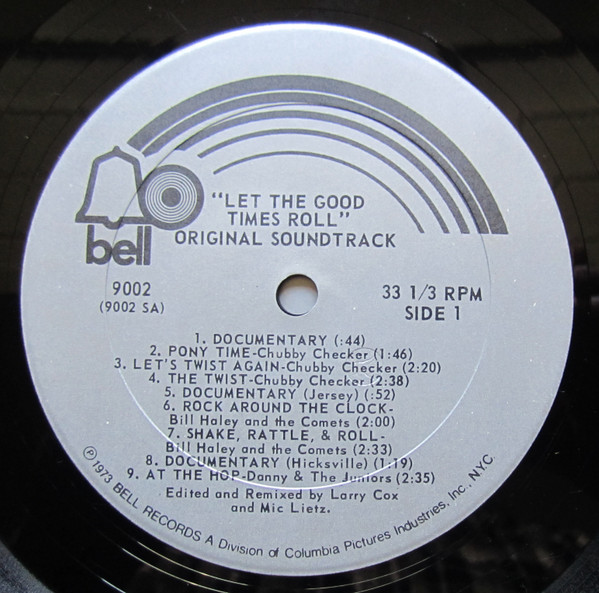 bell
"LET THE GOOD
TIMES ROLL"
ORIGINAL SOUNDTRACK
9002
(9002 SA)
33 1/3 RPM
SIDE 1
1. DOCUMENTARY (:44)
2. PONY TIME-Chubby Checker (1:46)
3. LET'S TWIST AGAIN-Chubby Checker (2:20)
4. THE TWIST-Chubby Checker (2:38)
5. DOCUMENTARY (Jersey) (:52)
6. ROCK AROUND THE CLOCK-
Bill Haley and the Comets (2:00)
7. SHAKE, RATTLE, & ROLL-
Bill Haley and the Comets (2:33)
8. DOCUMENTARY (Hicksville) (1:19)
9. AT THE HOP-Danny & The Juniors (2:35)
Edited and Remixed by Larry Cox
and Mic Lietz.
Ⓟ1973 BELL RECORDS A Division of Columbia Pictures Industries, Inc., N.Y.C.